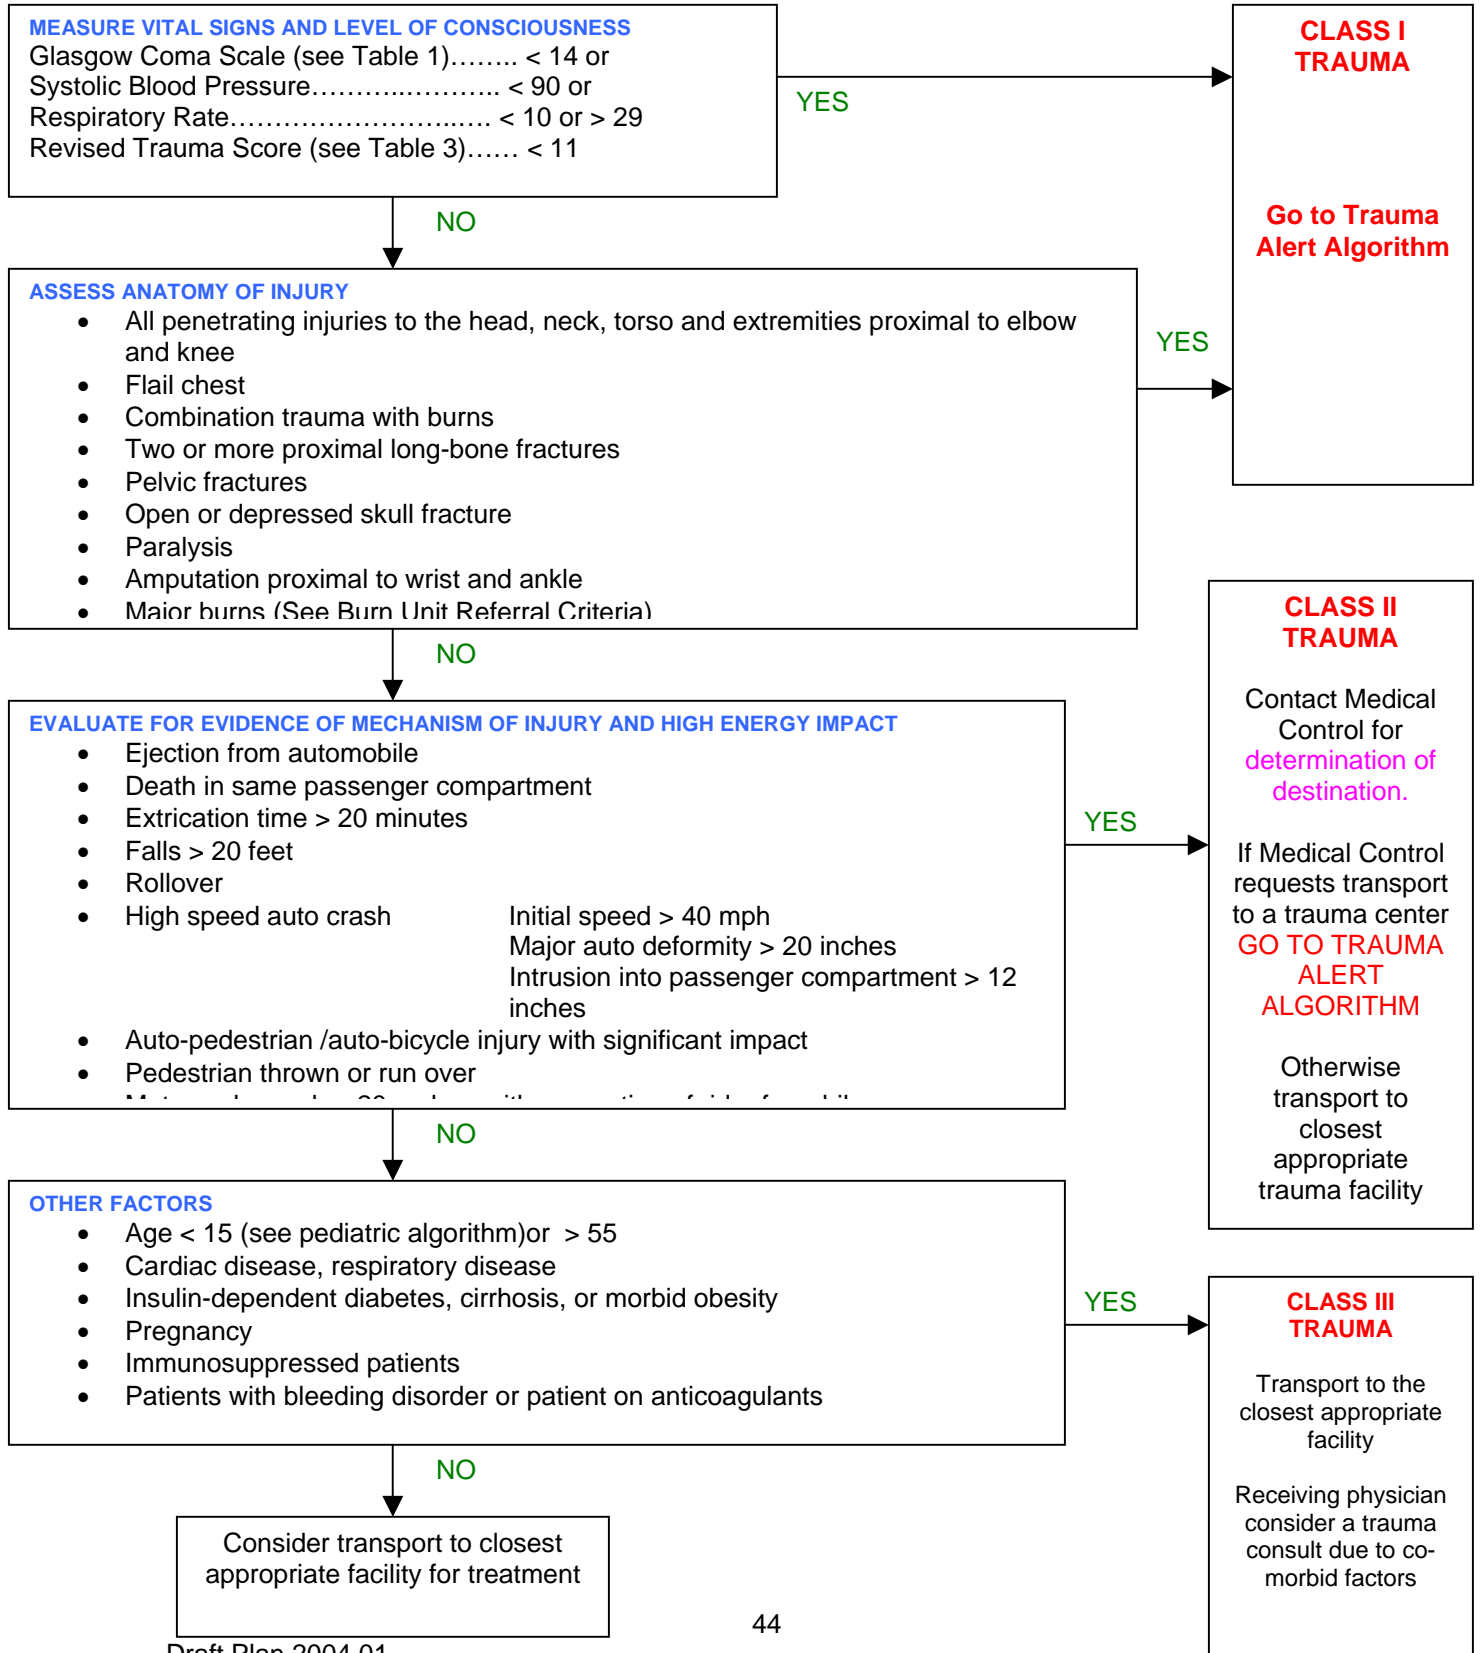 MEASURE VITAL SIGNS AND LEVEL OF CONSCIOUSNESS
Glasgow Coma Scale (see Table 1)…….. < 14 or
Systolic Blood Pressure………..……….. < 90 or
Respiratory Rate……………………..…. < 10 or > 29
Revised Trauma Score (see Table 3)…… < 11
YES
CLASS I
TRAUMA
Go to Trauma
Alert Algorithm
NO
ASSESS ANATOMY OF INJURY
• All penetrating injuries to the head, neck, torso and extremities proximal to elbow
and knee
• Flail chest
• Combination trauma with burns
• Two or more proximal long-bone fractures
• Pelvic fractures
• Open or depressed skull fracture
• Paralysis
• Amputation proximal to wrist and ankle
• Major burns (See Burn Unit Referral Criteria)
YES
NO
EVALUATE FOR EVIDENCE OF MECHANISM OF INJURY AND HIGH ENERGY IMPACT
• Ejection from automobile
• Death in same passenger compartment
• Extrication time > 20 minutes
• Falls > 20 feet
• Rollover
• High speed auto crash Initial speed > 40 mph
Major auto deformity > 20 inches
Intrusion into passenger compartment > 12
inches
• Auto-pedestrian /auto-bicycle injury with significant impact
• Pedestrian thrown or run over
YES
CLASS II
TRAUMA
Contact Medical
Control for
determination of
destination.
If Medical Control
requests transport
to a trauma center
GO TO TRAUMA
ALERT
ALGORITHM
Otherwise
transport to
closest
appropriate
trauma facility
NO
OTHER FACTORS
• Age < 15 (see pediatric algorithm)or > 55
• Cardiac disease, respiratory disease
• Insulin-dependent diabetes, cirrhosis, or morbid obesity
• Pregnancy
• Immunosuppressed patients
• Patients with bleeding disorder or patient on anticoagulants
YES
CLASS III
TRAUMA
Transport to the
closest appropriate
facility
Receiving physician
consider a trauma
consult due to co-
morbid factors
NO
Consider transport to closest
appropriate facility for treatment
44
Draft Plan 2004.01